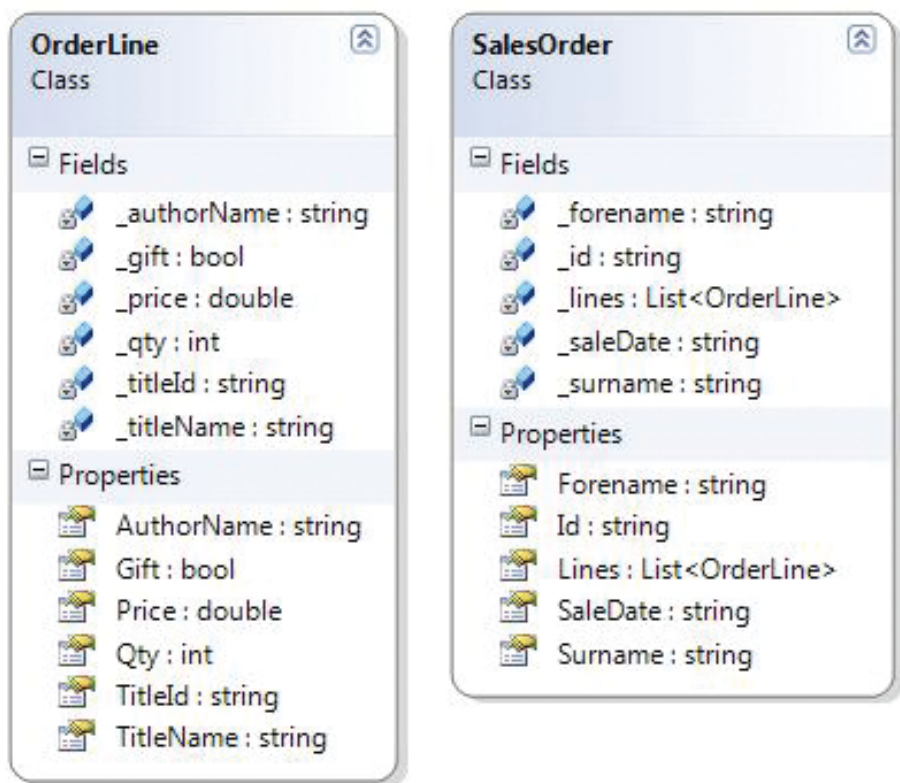 OrderLine
Class
Fields
_authorName : string
_gift : bool
_price : double
_qty : int
_titleId : string
_titleName : string
Properties
AuthorName : string
Gift : bool
Price : double
Qty : int
TitleId : string
TitleName : string
SalesOrder
Class
Fields
_forename : string
_id : string
_lines : List<OrderLine>
_saleDate : string
_surname : string
Properties
Forename : string
Id : string
Lines : List<OrderLine>
SaleDate : string
Surname : string